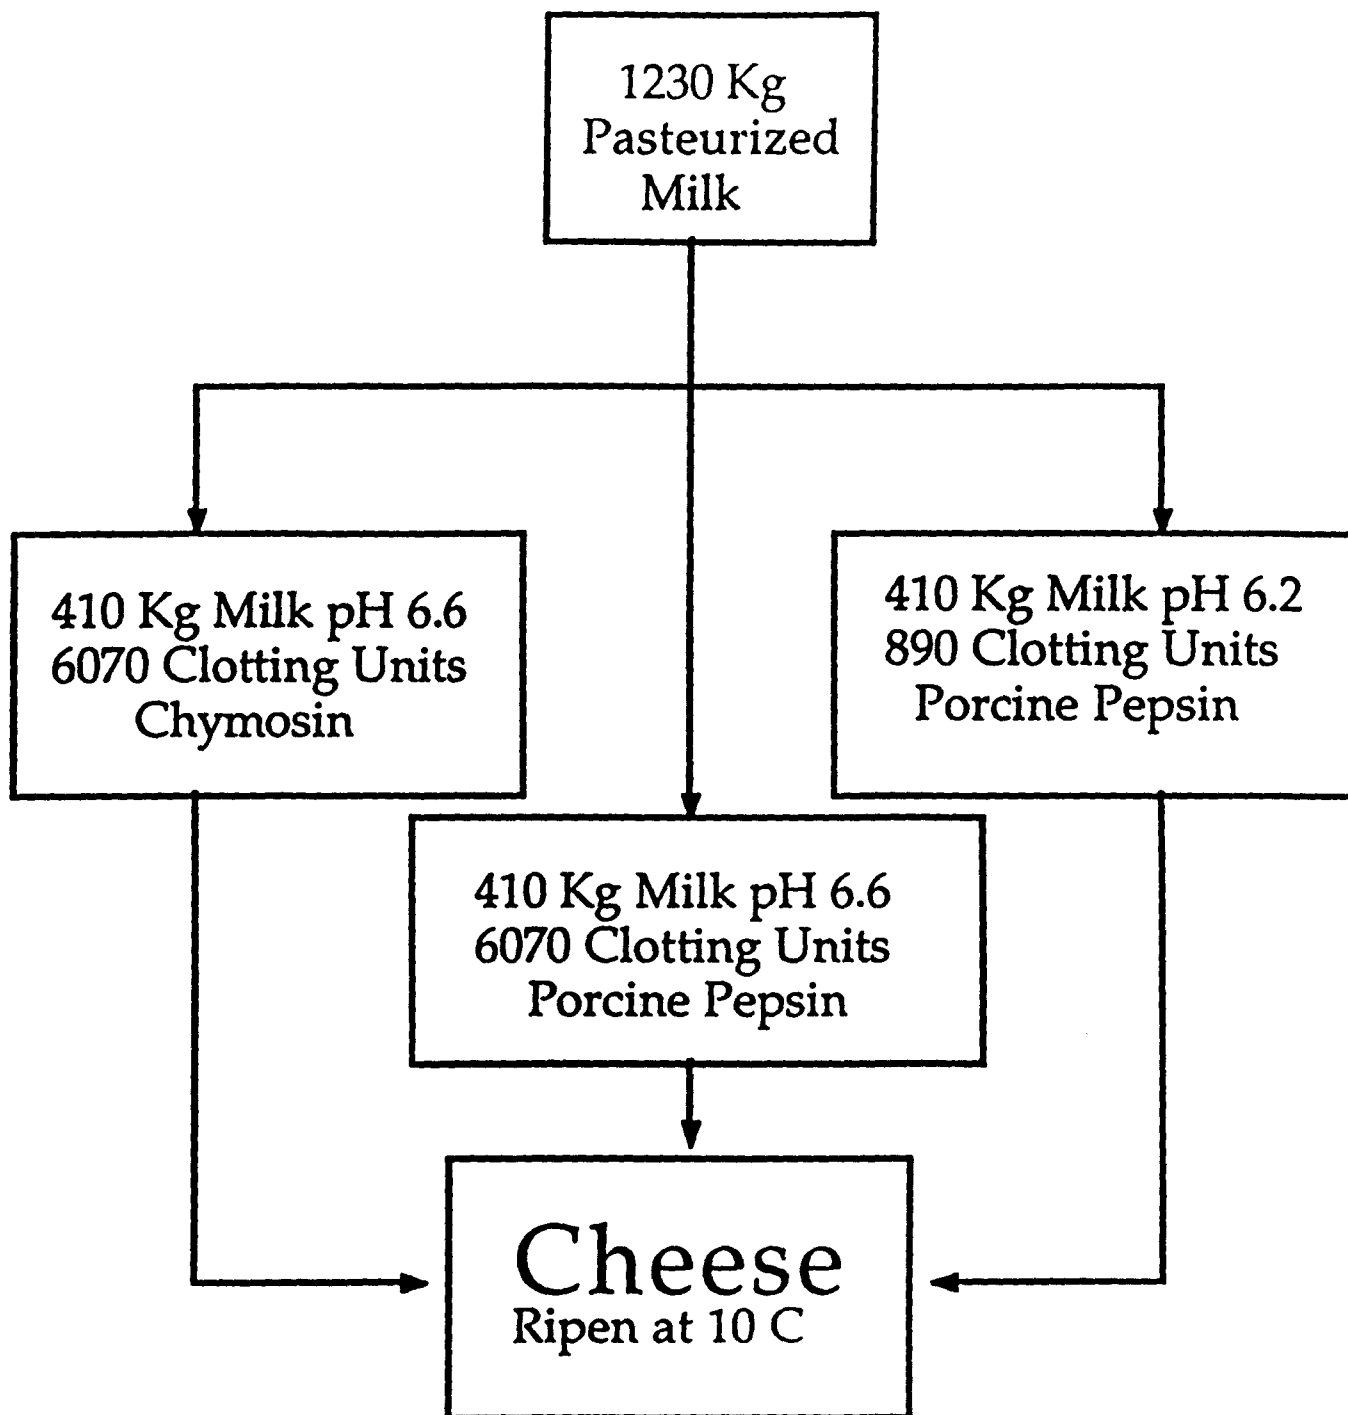 1230 Kg
Pasteurized
Milk
410 Kg Milk pH 6.6
6070 Clotting Units
Chymosin
410 Kg Milk pH 6.2
890 Clotting Units
Porcine Pepsin
410 Kg Milk pH 6.6
6070 Clotting Units
Porcine Pepsin
Cheese
Ripen at 10 C